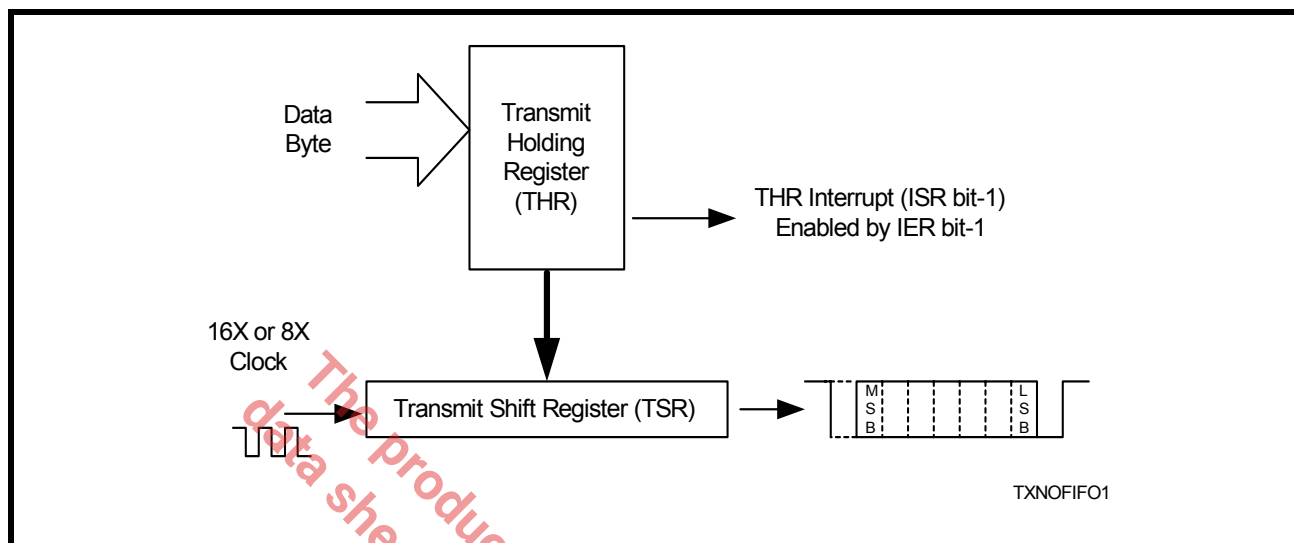 Data
Byte
Transmit
Holding
Register
(THR)
THR Interrupt (ISR bit-1)
Enabled by IER bit-1
16X or 8X
Clock
Transmit Shift Register (TSR)
M
S
B
L
S
B
TXNOFIFO1
The produc
data she